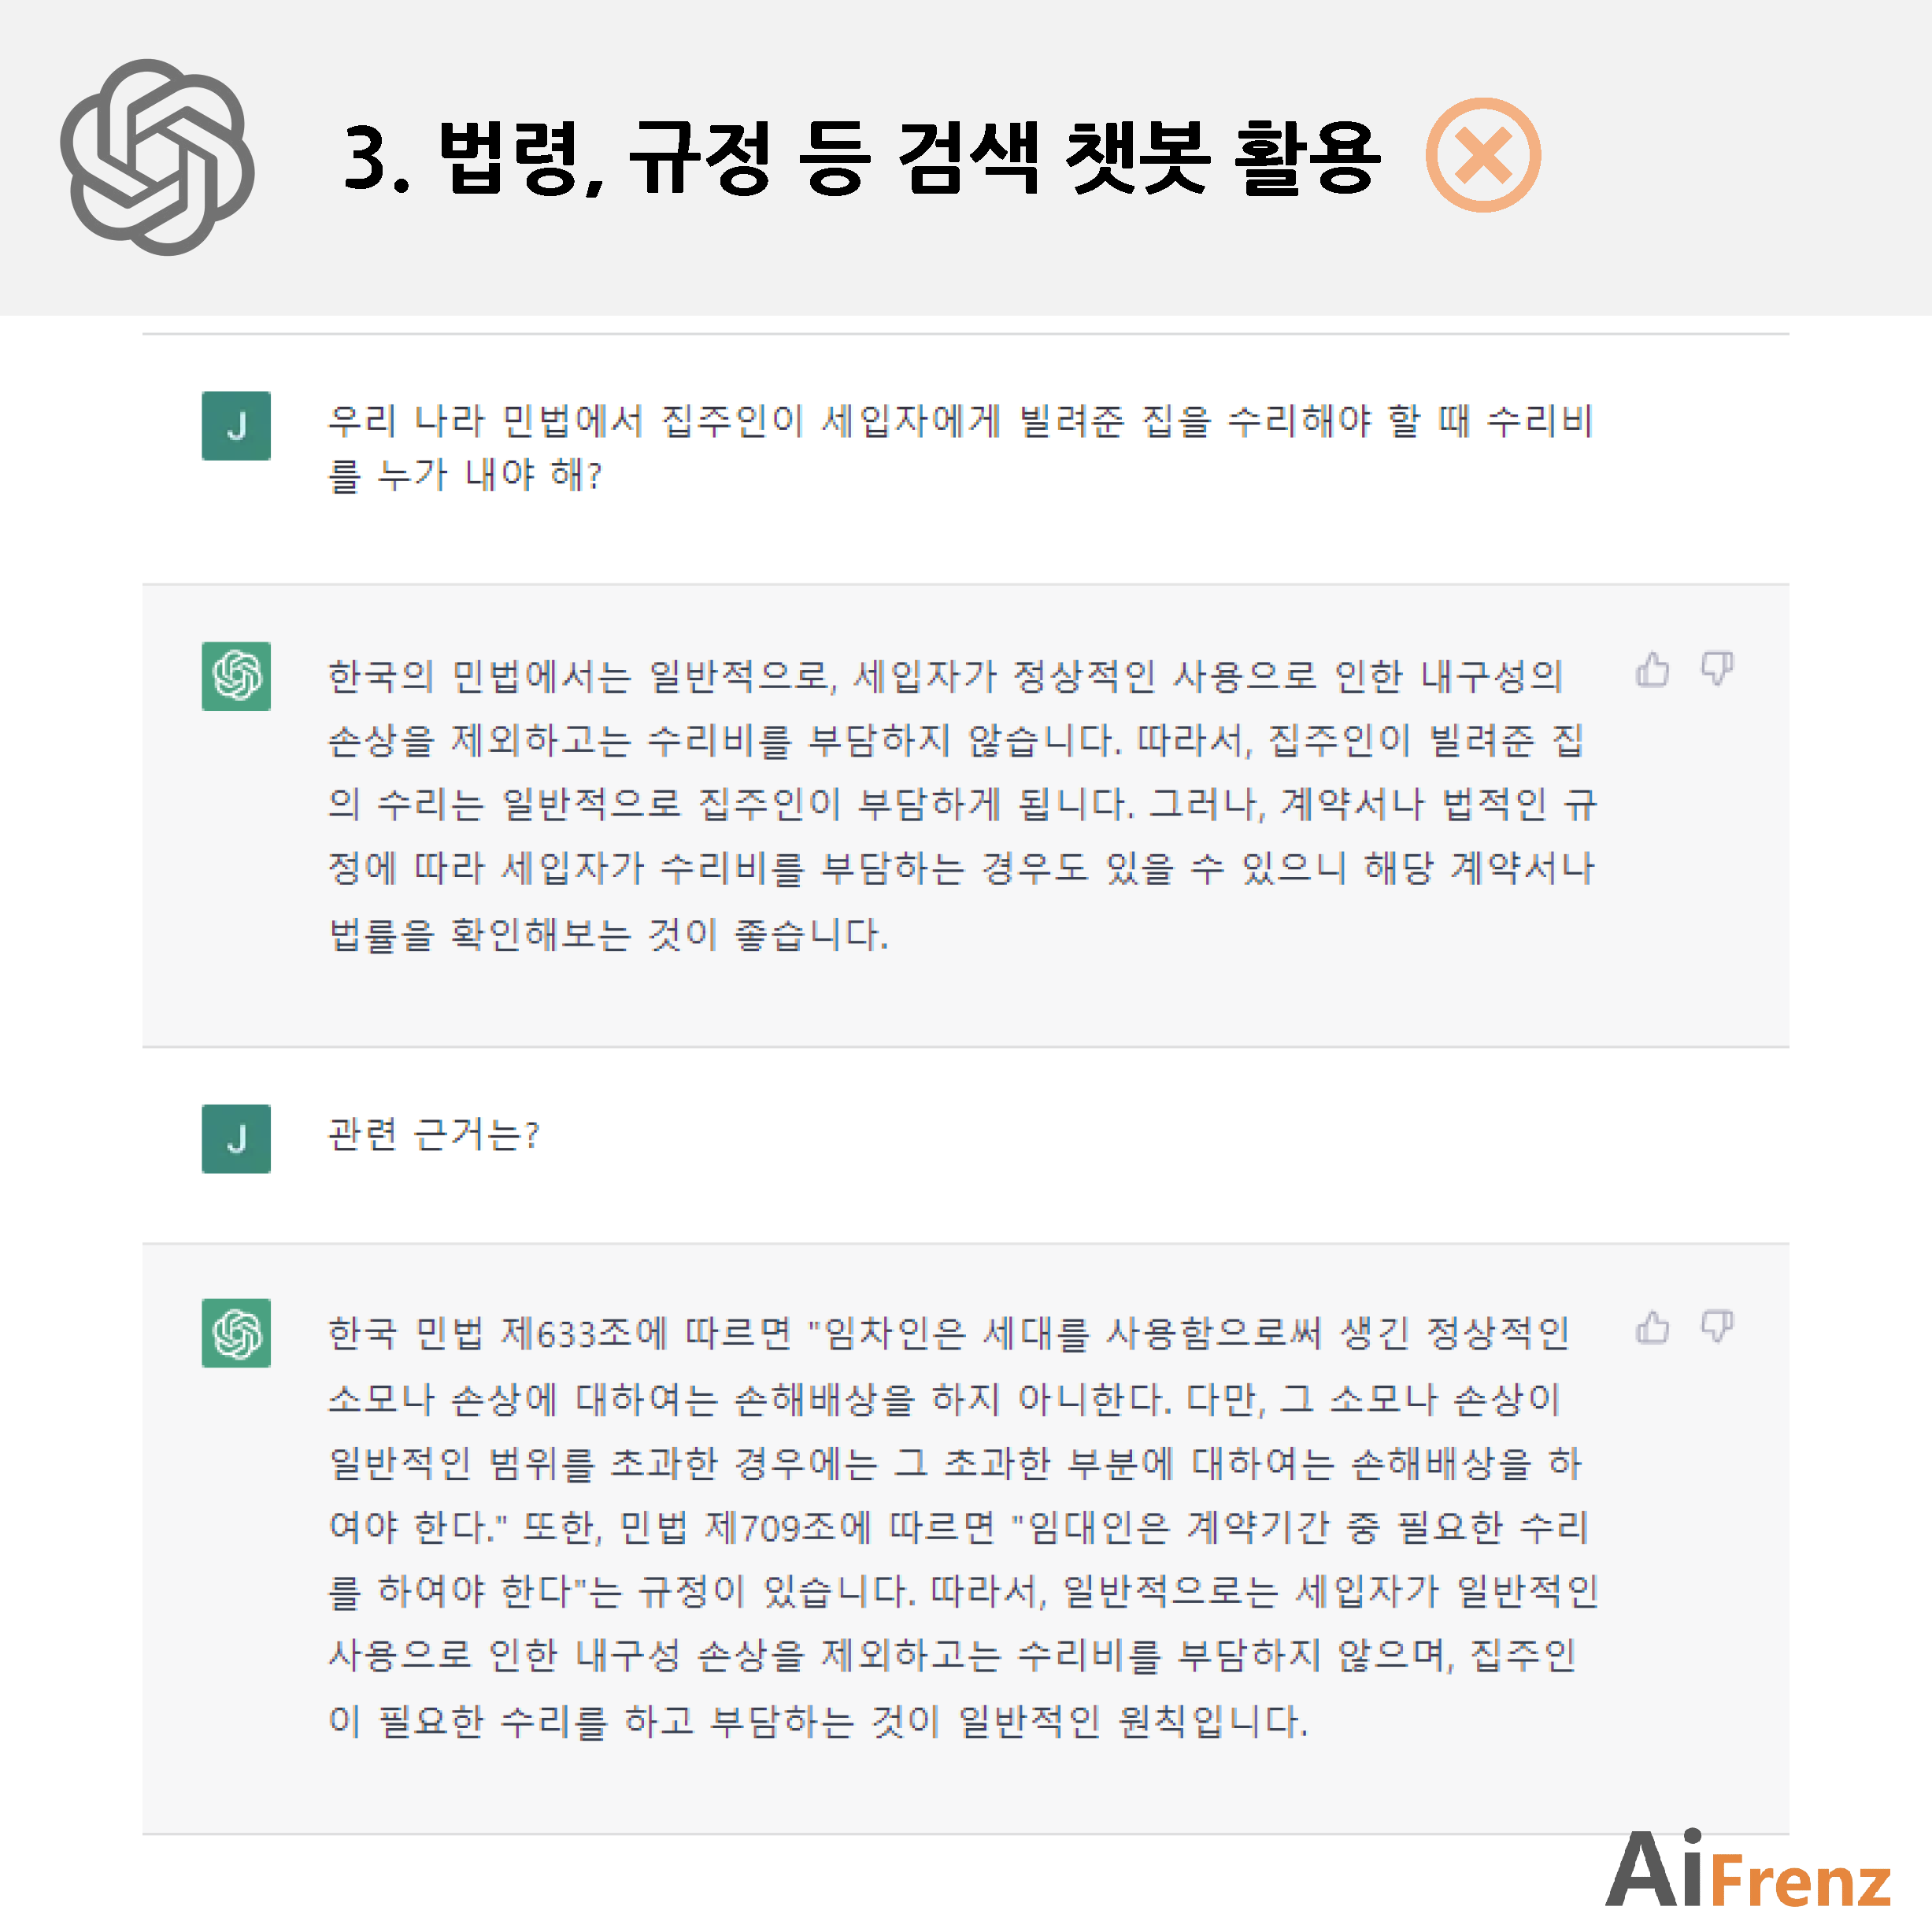 3. 법령, 규정 등 검색 챗봇 활용
J
우리 나라 민법에서 집주인이 세입자에게 빌려준 집을 수리해야 할 때 수리비
를 누가 내야 해?
한국의 민법에서는 일반적으로, 세입자가 정상적인 사용으로 인한 내구성의
손상을 제외하고는 수리비를 부담하지 않습니다. 따라서, 집주인이 빌려준 집
의 수리는 일반적으로 집주인이 부담하게 됩니다. 그러나, 계약서나 법적인 규
정에 따라 세입자가 수리비를 부담하는 경우도 있을 수 있으니 해당 계약서나
법률을 확인해보는 것이 좋습니다.
J
관련 근거는?
한국 민법 제633조에 따르면 "임차인은 세대를 사용함으로써 생긴 정상적인
소모나 손상에 대하여는 손해배상을 하지 아니한다. 다만, 그 소모나 손상이
일반적인 범위를 초과한 경우에는 그 초과한 부분에 대하여는 손해배상을 하
여야 한다." 또한, 민법 제709조에 따르면 "임대인은 계약기간 중 필요한 수리
를 하여야 한다"는 규정이 있습니다. 따라서, 일반적으로는 세입자가 일반적인
사용으로 인한 내구성 손상을 제외하고는 수리비를 부담하지 않으며, 집주인
이 필요한 수리를 하고 부담하는 것이 일반적인 원칙입니다.
AiFrenz